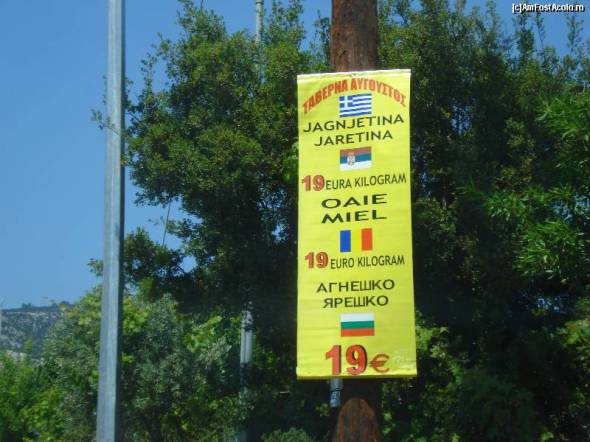 (c)AmFostAcolo.ro
ΤΑΒΕΡΝΑ ΑΥΓΟΥΣΤΟΣ
JAGNJETINA
JARETINA
19 EURA KILOGRAM
OAIE
MIEL
19 EURO KILOGRAM
АГНЕШКО
ЯРЕШКО
19€